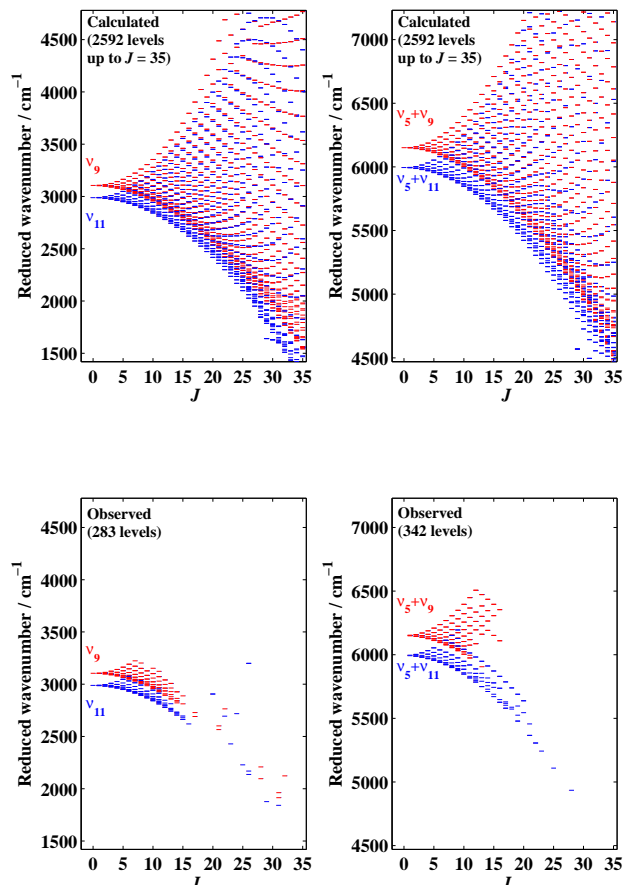 Calculated
(2592 levels
up to J = 35)
4500
4000
3500
3000
2500
2000
1500
ν9
ν11
Reduced wavenumber / cm⁻¹
0 5 10 15 20 25 30 35
J
Calculated
(2592 levels
up to J = 35)
7000
6500
6000
5500
5000
4500
ν5+ν9
ν5+ν11
Reduced wavenumber / cm⁻¹
0 5 10 15 20 25 30 35
J
Observed
(283 levels)
4500
4000
3500
3000
2500
2000
1500
ν9
ν11
Reduced wavenumber / cm⁻¹
0 5 10 15 20 25 30 35
J
Observed
(342 levels)
7000
6500
6000
5500
5000
4500
ν5+ν9
ν5+ν11
Reduced wavenumber / cm⁻¹
0 5 10 15 20 25 30 35
J